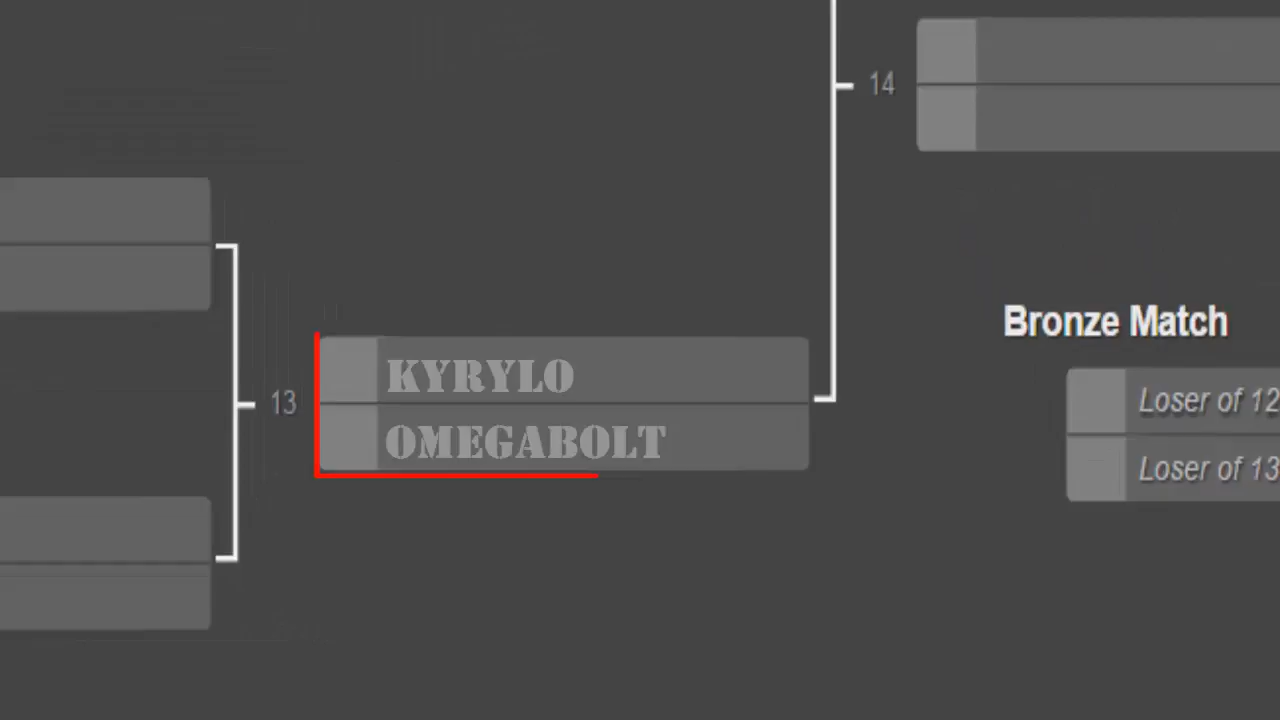 14
Bronze Match
13
KYRYLO
OMEGABOLT
Loser of 12
Loser of 13